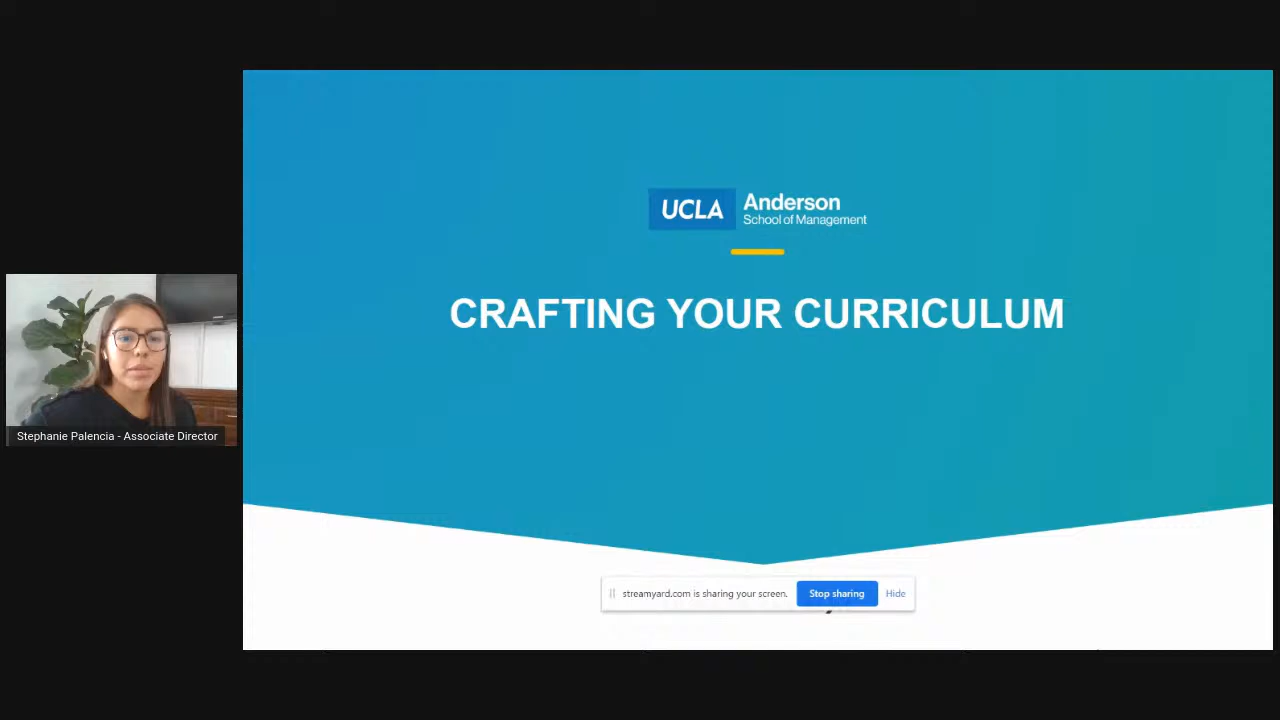 UCLA Anderson
School of Management
CRAFTING YOUR CURRICULUM
Stephanie Palencia - Associate Director
streamyard.com is sharing your screen. Stop sharing Hide